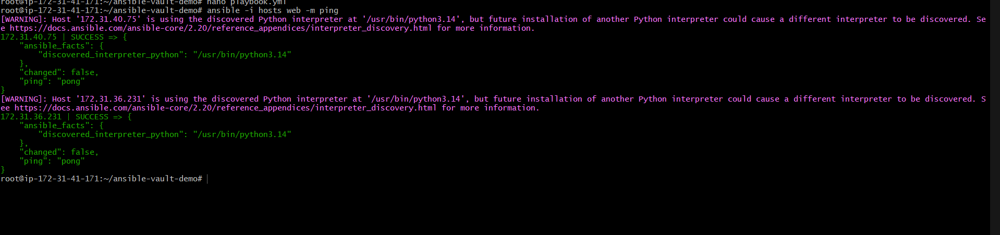 root@ip-172-31-41-171:~/ansible-vault-demo# nano playbook.yml
root@ip-172-31-41-171:~/ansible-vault-demo# ansible -i hosts web -m ping
[WARNING]: Host '172.31.40.75' is using the discovered Python interpreter at '/usr/bin/python3.14', but future installation of another Python interpreter could cause a different interpreter to be discovered. Se
e https://docs.ansible.com/ansible-core/2.20/reference_appendices/interpreter_discovery.html for more information.
172.31.40.75 | SUCCESS => {
    "ansible_facts": {
        "discovered_interpreter_python": "/usr/bin/python3.14"
    },
    "changed": false,
    "ping": "pong"
}
[WARNING]: Host '172.31.36.231' is using the discovered Python interpreter at '/usr/bin/python3.14', but future installation of another Python interpreter could cause a different interpreter to be discovered. S
ee https://docs.ansible.com/ansible-core/2.20/reference_appendices/interpreter_discovery.html for more information.
172.31.36.231 | SUCCESS => {
    "ansible_facts": {
        "discovered_interpreter_python": "/usr/bin/python3.14"
    },
    "changed": false,
    "ping": "pong"
}
root@ip-172-31-41-171:~/ansible-vault-demo#